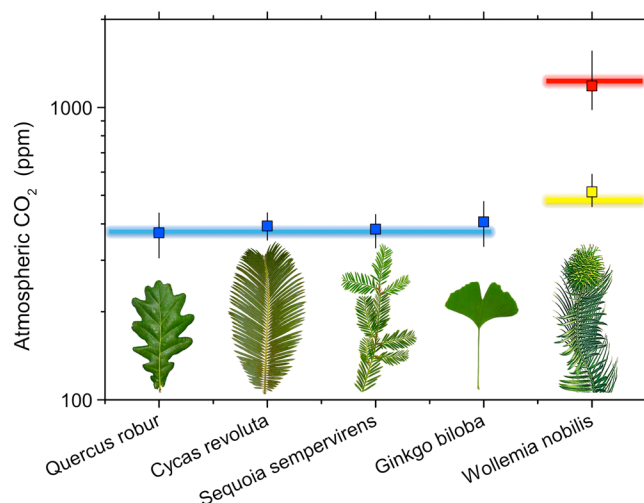 1000
100
Atmospheric CO₂ (ppm)
Quercus robur
Cycas revoluta
Sequoia sempervirens
Ginkgo biloba
Wollemia nobilis